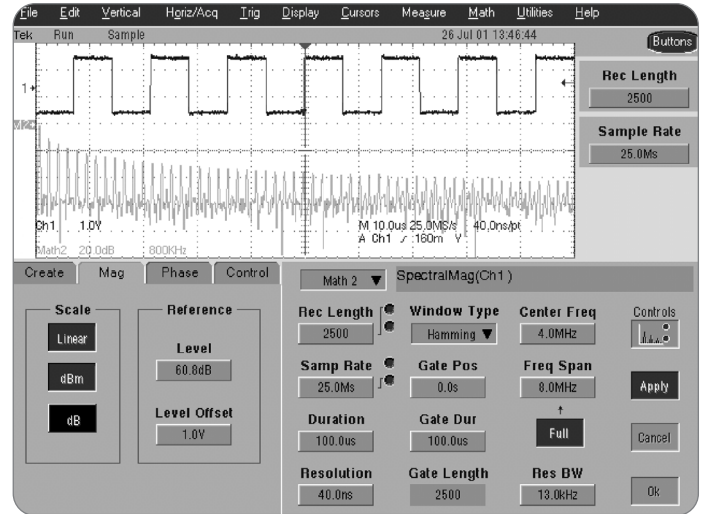 File Edit Vertical Horiz/Acq Trig Display Cursors Measure Math Utilities Help
Tek Run Sample 26 Jul 01 13:46:44
Buttons
Rec Length
2500
Sample Rate
25.0Ms
1
M2
Ch1 1.0V M 10.0us 25.0MS/s 40.0ns/pt
A Ch1 160m V
Math2 20.0dB 800KHz
Create Mag Phase Control
Math 2 SpectralMag(Ch1 )
Scale
Linear
dBm
dB
Reference
Level
60.8dB
Level Offset
1.0V
Rec Length Window Type Center Freq Controls
2500 Hamming 4.0MHz
Samp Rate Gate Pos Freq Span
25.0Ms 0.0s 8.0MHz Apply
Duration Gate Dur
100.0us 100.0us Full Cancel
Resolution Gate Length Res BW
40.0ns 2500 13.0kHz Ok